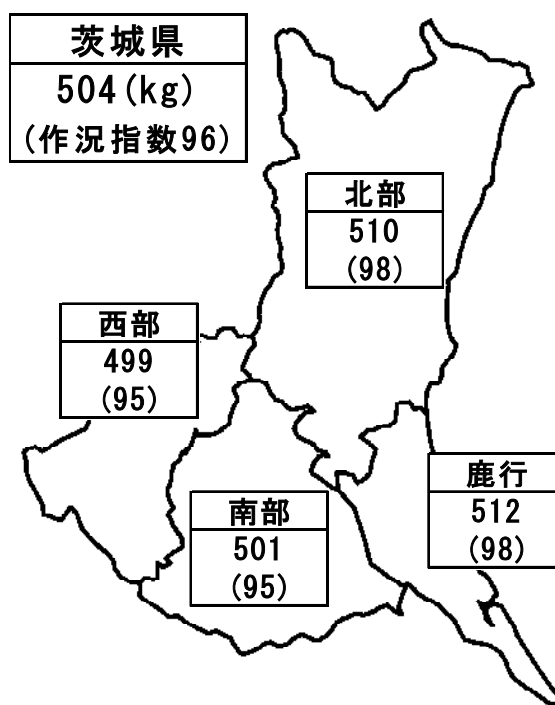 茨城県
504(kg)
(作況指数96)
北部
510
(98)
西部
499
(95)
鹿行
512
(98)
南部
501
(95)